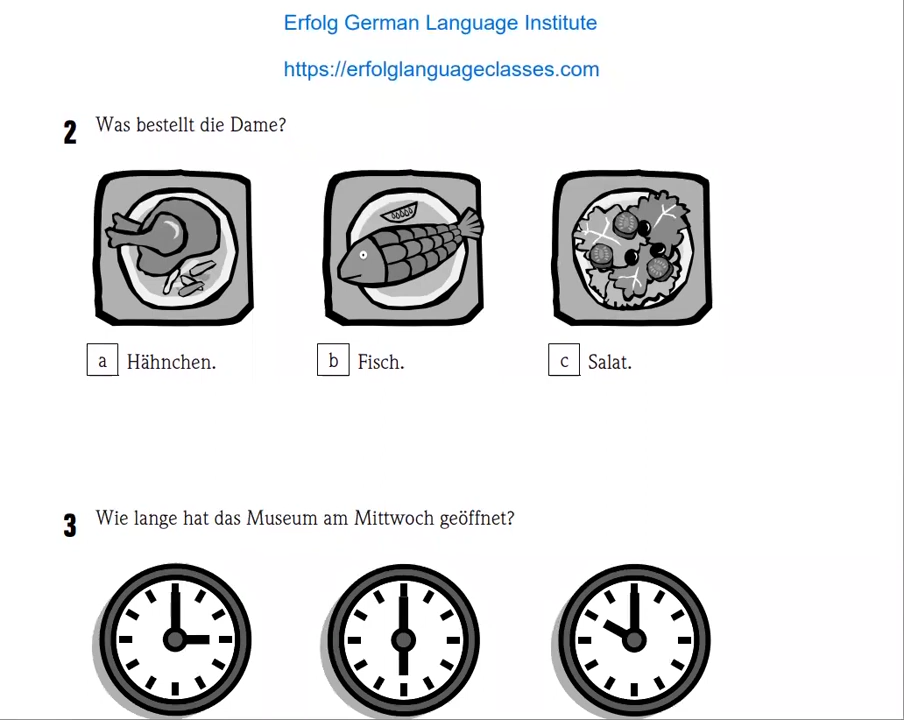 Erfolg German Language Institute
https://erfolglanguageclasses.com
2 Was bestellt die Dame?
a Hähnchen. b Fisch. c Salat.
3 Wie lange hat das Museum am Mittwoch geöffnet?